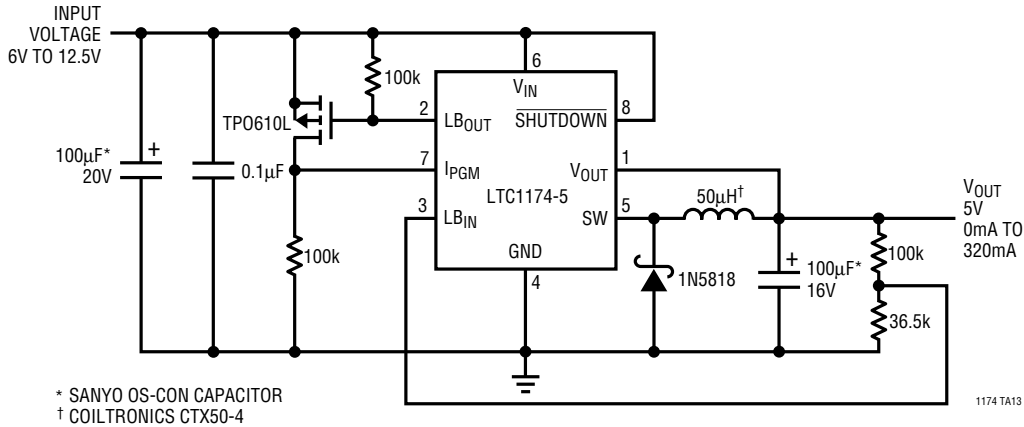 INPUT
VOLTAGE
6V TO 12.5V
100k
6
V_IN
TPO610L
2
LB_OUT
SHUTDOWN
8
100µF*
20V
+
0.1µF
7
I_PGM
V_OUT
1
LTC1174-5
3
LB_IN
SW
5
50µH†
V_OUT
5V
0mA TO
320mA
100k
GND
4
1N5818
+
100µF*
16V
100k
36.5k
* SANYO OS-CON CAPACITOR
† COILTRONICS CTX50-4
1174 TA13